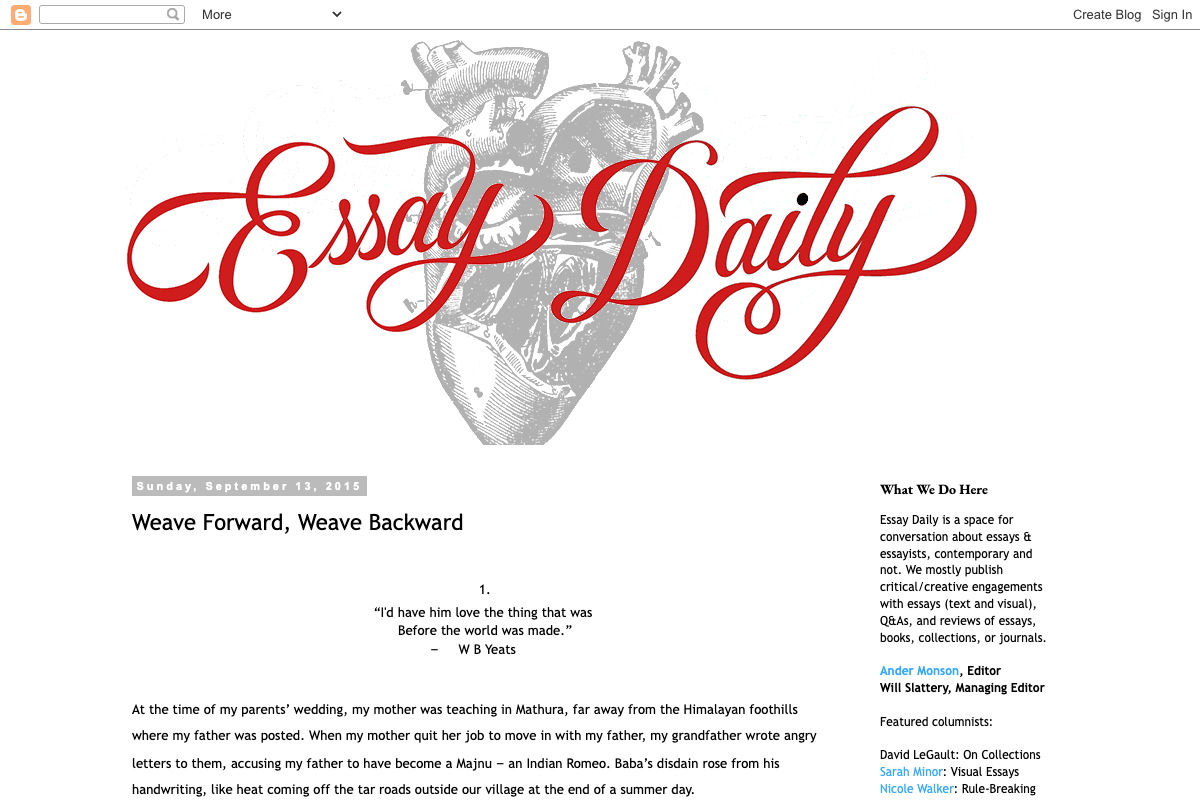 More
Create Blog Sign In
Essay Daily
Sunday, September 13, 2015
Weave Forward, Weave Backward
1.
“I'd have him love the thing that was
Before the world was made.”
– W B Yeats
At the time of my parents’ wedding, my mother was teaching in Mathura, far away from the Himalayan foothills
where my father was posted. When my mother quit her job to move in with my father, my grandfather wrote angry
letters to them, accusing my father to have become a Majnu – an Indian Romeo. Baba’s disdain rose from his
handwriting, like heat coming off the tar roads outside our village at the end of a summer day.
What We Do Here
Essay Daily is a space for
conversation about essays &
essayists, contemporary and
not. We mostly publish
critical/creative engagements
with essays (text and visual),
Q&As, and reviews of essays,
books, collections, or journals.
Ander Monson, Editor
Will Slattery, Managing Editor
Featured columnists:
David LeGault: On Collections
Sarah Minor: Visual Essays
Nicole Walker: Rule-Breaking